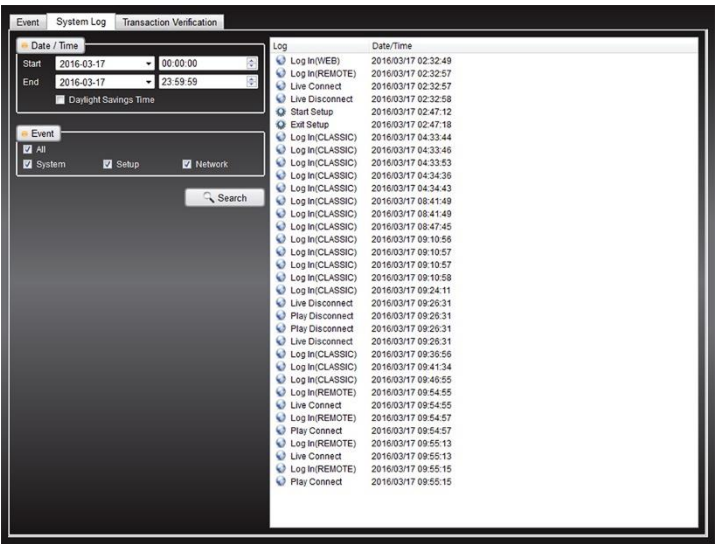 Event System Log Transaction Verification
Date / Time
Start 2016-03-17 00:00:00
End 2016-03-17 23:59:59
Daylight Savings Time
Event
All
System Setup Network
Search
Log Date/Time
Log In(WEB) 2016/03/17 02:32:49
Log In(REMOTE) 2016/03/17 02:32:57
Live Connect 2016/03/17 02:32:57
Live Disconnect 2016/03/17 02:32:58
Start Setup 2016/03/17 02:47:12
Exit Setup 2016/03/17 02:47:18
Log In(CLASSIC) 2016/03/17 04:33:44
Log In(CLASSIC) 2016/03/17 04:33:46
Log In(CLASSIC) 2016/03/17 04:33:53
Log In(CLASSIC) 2016/03/17 04:34:36
Log In(CLASSIC) 2016/03/17 04:34:43
Log In(CLASSIC) 2016/03/17 08:41:49
Log In(CLASSIC) 2016/03/17 08:41:49
Log In(CLASSIC) 2016/03/17 08:47:45
Log In(CLASSIC) 2016/03/17 09:10:56
Log In(CLASSIC) 2016/03/17 09:10:57
Log In(CLASSIC) 2016/03/17 09:10:57
Log In(CLASSIC) 2016/03/17 09:10:58
Log In(CLASSIC) 2016/03/17 09:24:11
Live Disconnect 2016/03/17 09:26:31
Play Disconnect 2016/03/17 09:26:31
Play Disconnect 2016/03/17 09:26:31
Live Disconnect 2016/03/17 09:26:31
Log In(CLASSIC) 2016/03/17 09:36:56
Log In(CLASSIC) 2016/03/17 09:41:34
Log In(CLASSIC) 2016/03/17 09:46:55
Log In(REMOTE) 2016/03/17 09:54:55
Live Connect 2016/03/17 09:54:55
Log In(REMOTE) 2016/03/17 09:54:57
Play Connect 2016/03/17 09:54:57
Log In(REMOTE) 2016/03/17 09:55:13
Live Connect 2016/03/17 09:55:13
Log In(REMOTE) 2016/03/17 09:55:15
Play Connect 2016/03/17 09:55:15